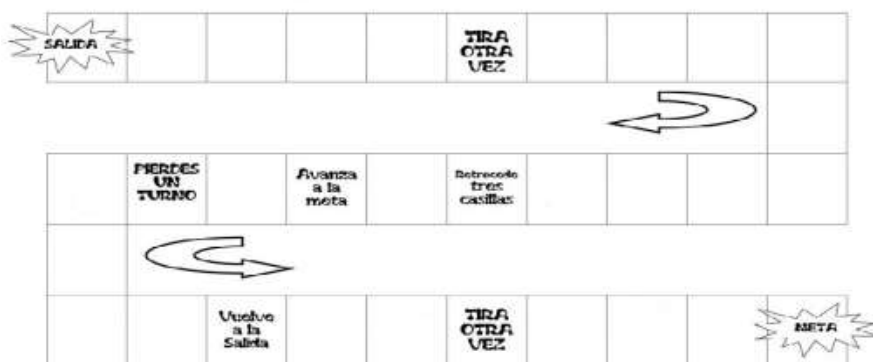 SALIDA
TIRA
OTRA
VEZ
PIERDES
UN
TURNO
Avanza
a la
meta
Retrocede
tres
casillas
Vuelve
a la
Salida
TIRA
OTRA
VEZ
META